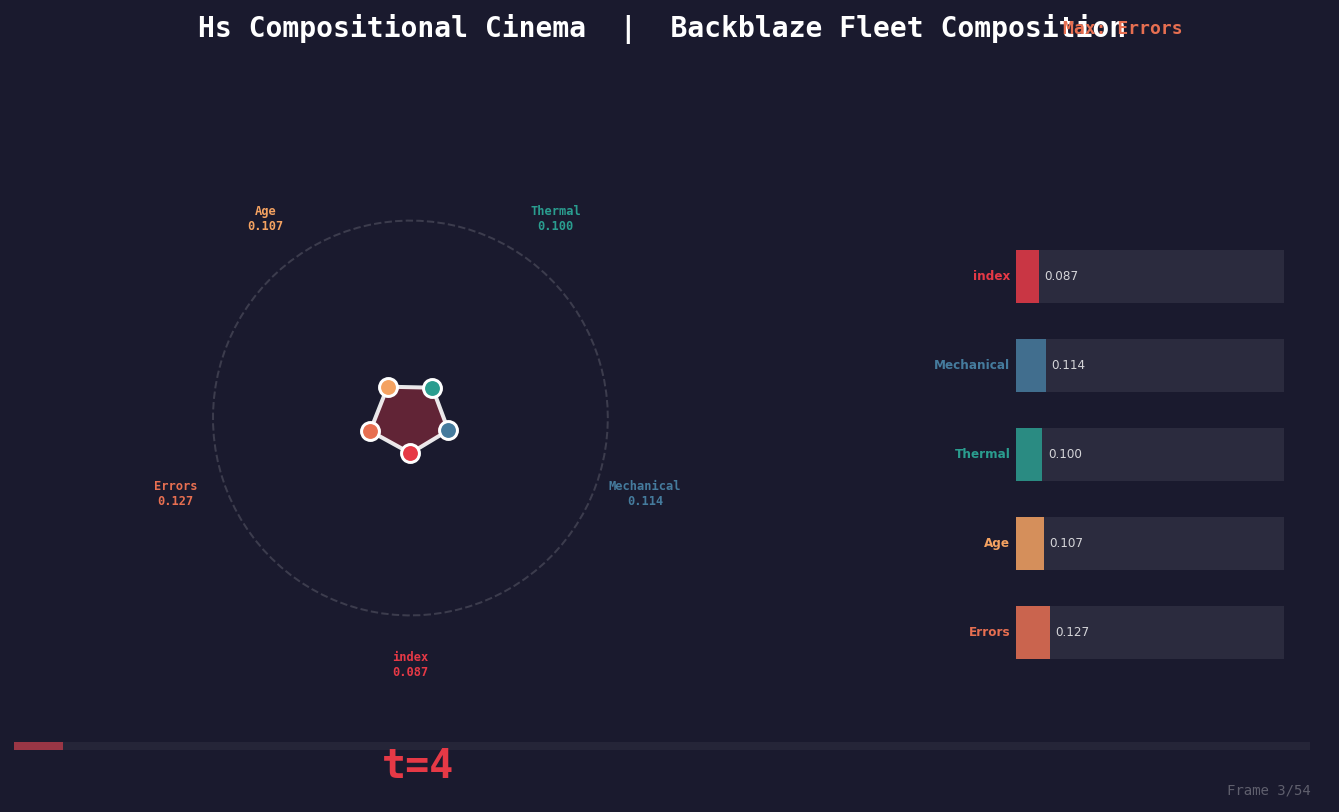 Hs Compositional Cinema | Backblaze Fleet Composition
Max: Errors
Age
0.107
Thermal
0.100
Errors
0.127
Mechanical
0.114
index
0.087
index 0.087
Mechanical 0.114
Thermal 0.100
Age 0.107
Errors 0.127
t=4
Frame 3/54